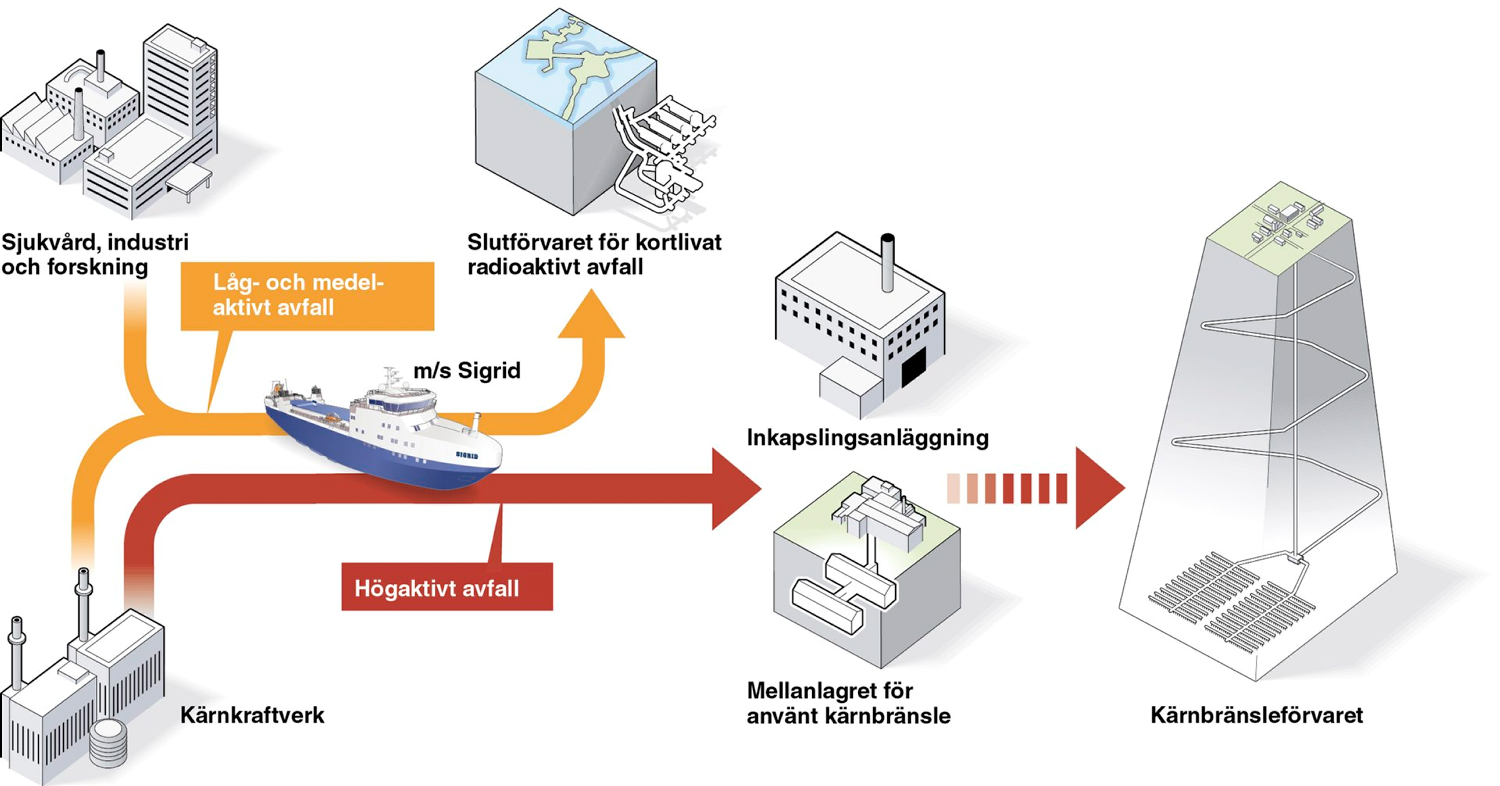 Sjukvård, industri
och forskning
Slutförvaret för kortlivat
radioaktivt avfall
Låg- och medel-
aktivt avfall
m/s Sigrid
SIGRID
Inkapslingsanläggning
Högaktivt avfall
Mellanlagret för
använt kärnbränsle
Kärnkraftverk
Kärnbränsleförvaret